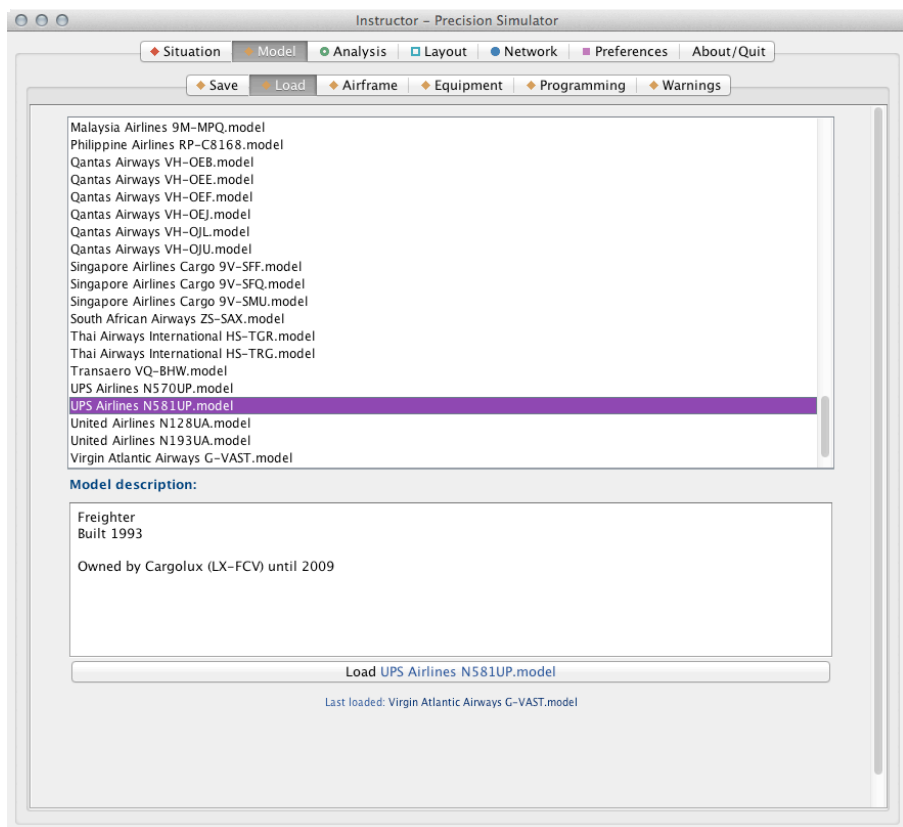 Instructor – Precision Simulator
Situation Model Analysis Layout Network Preferences About/Quit
Save Load Airframe Equipment Programming Warnings
Malaysia Airlines 9M-MPQ.model
Philippine Airlines RP-C8168.model
Qantas Airways VH-OEB.model
Qantas Airways VH-OEE.model
Qantas Airways VH-OEF.model
Qantas Airways VH-OEJ.model
Qantas Airways VH-OJL.model
Qantas Airways VH-OJU.model
Singapore Airlines Cargo 9V-SFF.model
Singapore Airlines Cargo 9V-SFQ.model
Singapore Airlines Cargo 9V-SMU.model
South African Airways ZS-SAX.model
Thai Airways International HS-TGR.model
Thai Airways International HS-TRG.model
Transaero VQ-BHW.model
UPS Airlines N570UP.model
UPS Airlines N581UP.model
United Airlines N128UA.model
United Airlines N193UA.model
Virgin Atlantic Airways G-VAST.model
Model description:
Freighter
Built 1993
Owned by Cargolux (LX-FCV) until 2009
Load UPS Airlines N581UP.model
Last loaded: Virgin Atlantic Airways G-VAST.model